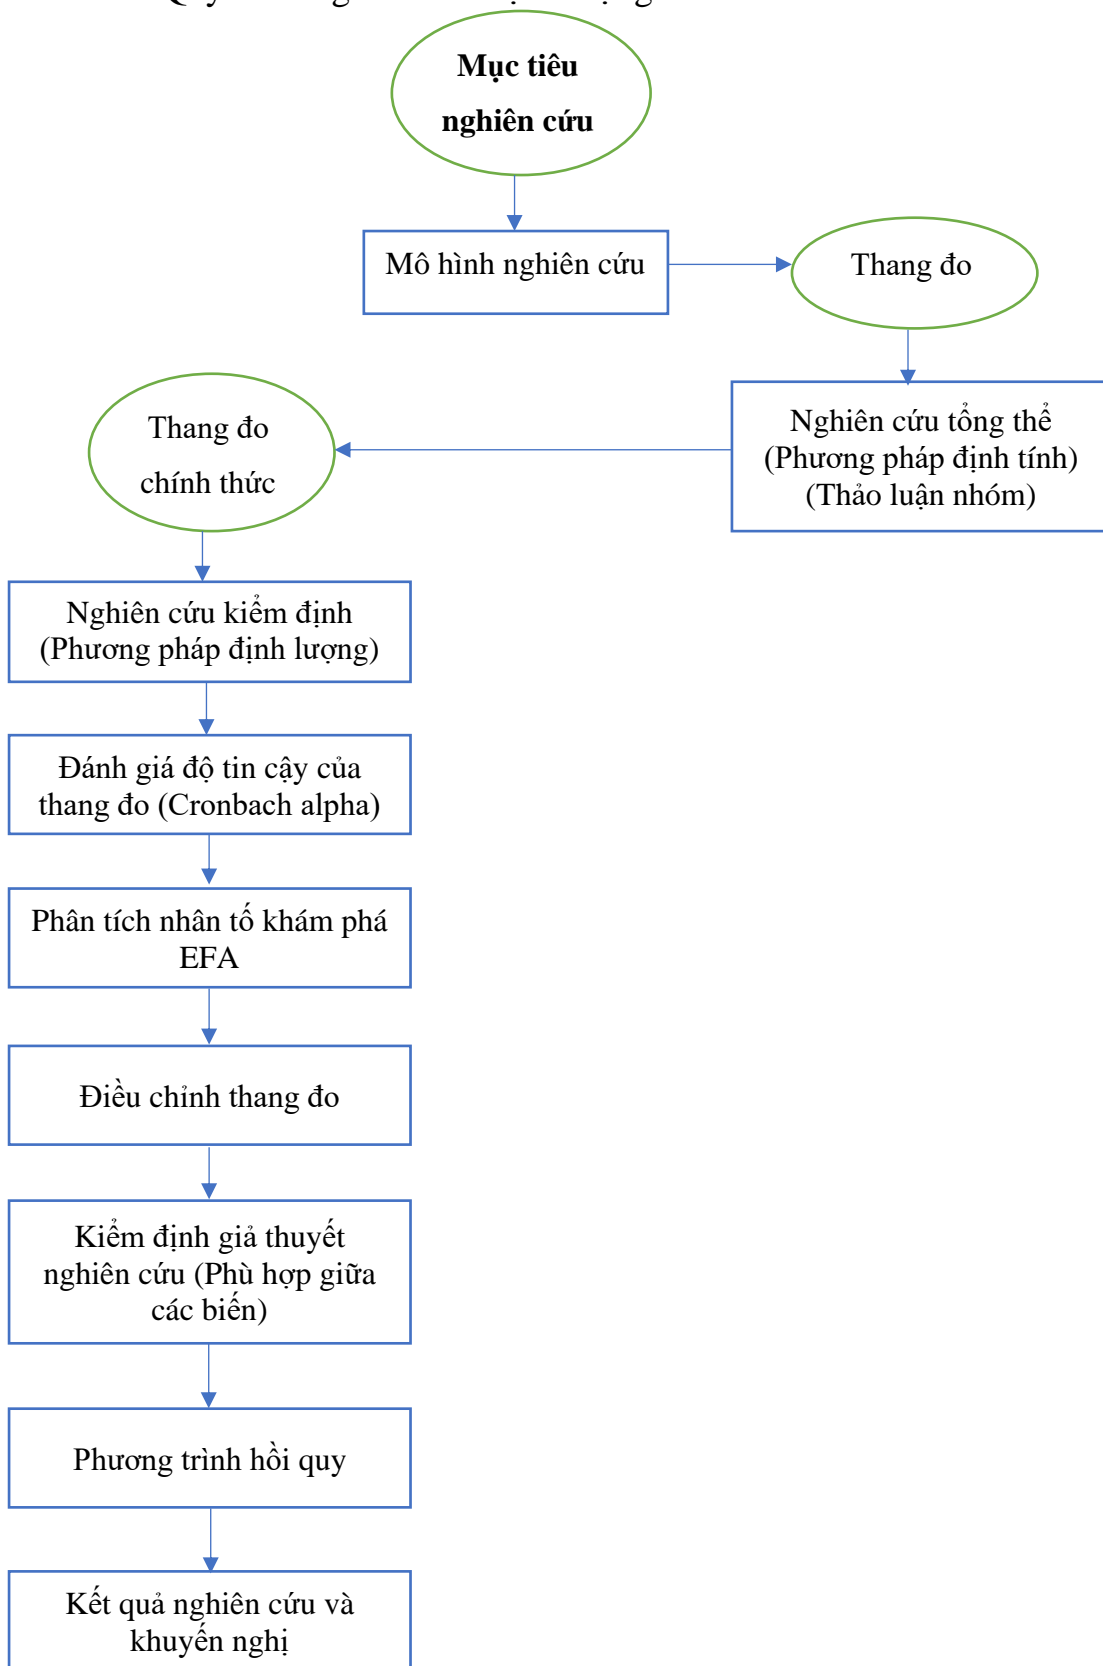 Mục tiêu
nghiên cứu
Mô hình nghiên cứu
Thang đo
Nghiên cứu tổng thể
(Phương pháp định tính)
(Thảo luận nhóm)
Thang đo
chính thức
Nghiên cứu kiểm định
(Phương pháp định lượng)
Đánh giá độ tin cậy của
thang đo (Cronbach alpha)
Phân tích nhân tố khám phá
EFA
Điều chỉnh thang đo
Kiểm định giả thuyết
nghiên cứu (Phù hợp giữa
các biến)
Phương trình hồi quy
Kết quả nghiên cứu và
khuyến nghị